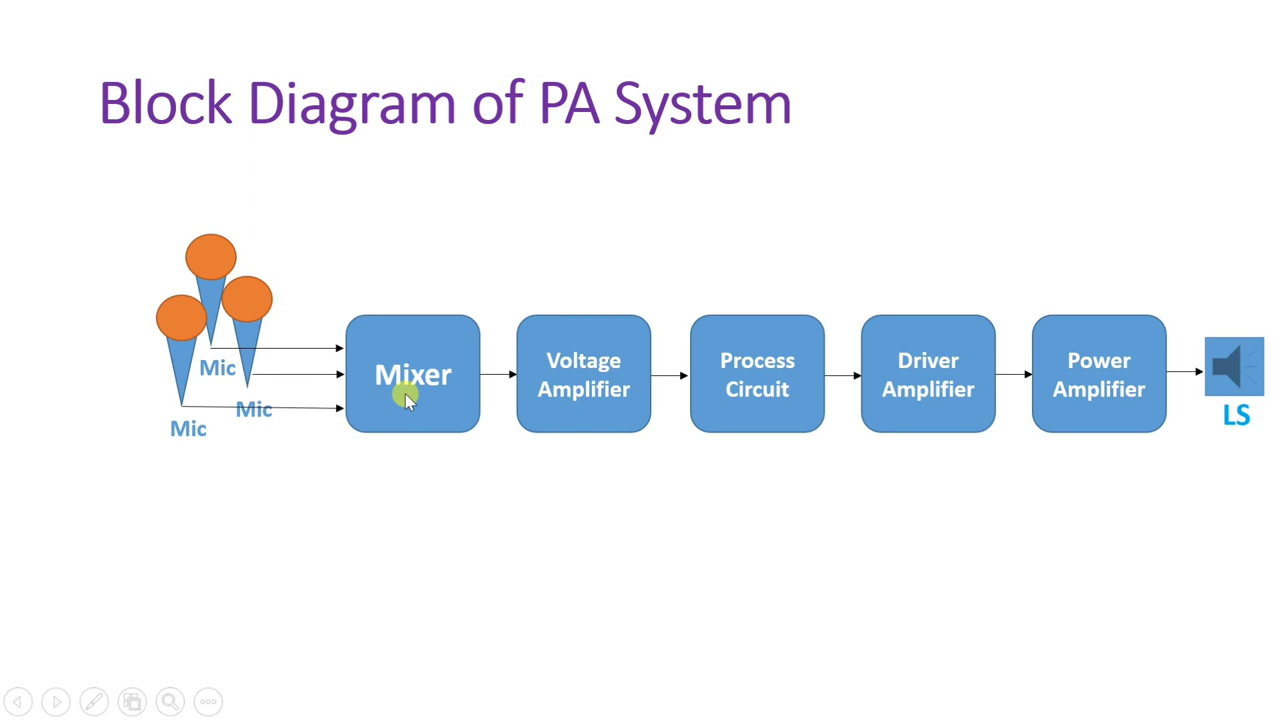 Block Diagram of PA System
Mic
Mic
Mic
Mixer
Voltage
Amplifier
Process
Circuit
Driver
Amplifier
Power
Amplifier
LS